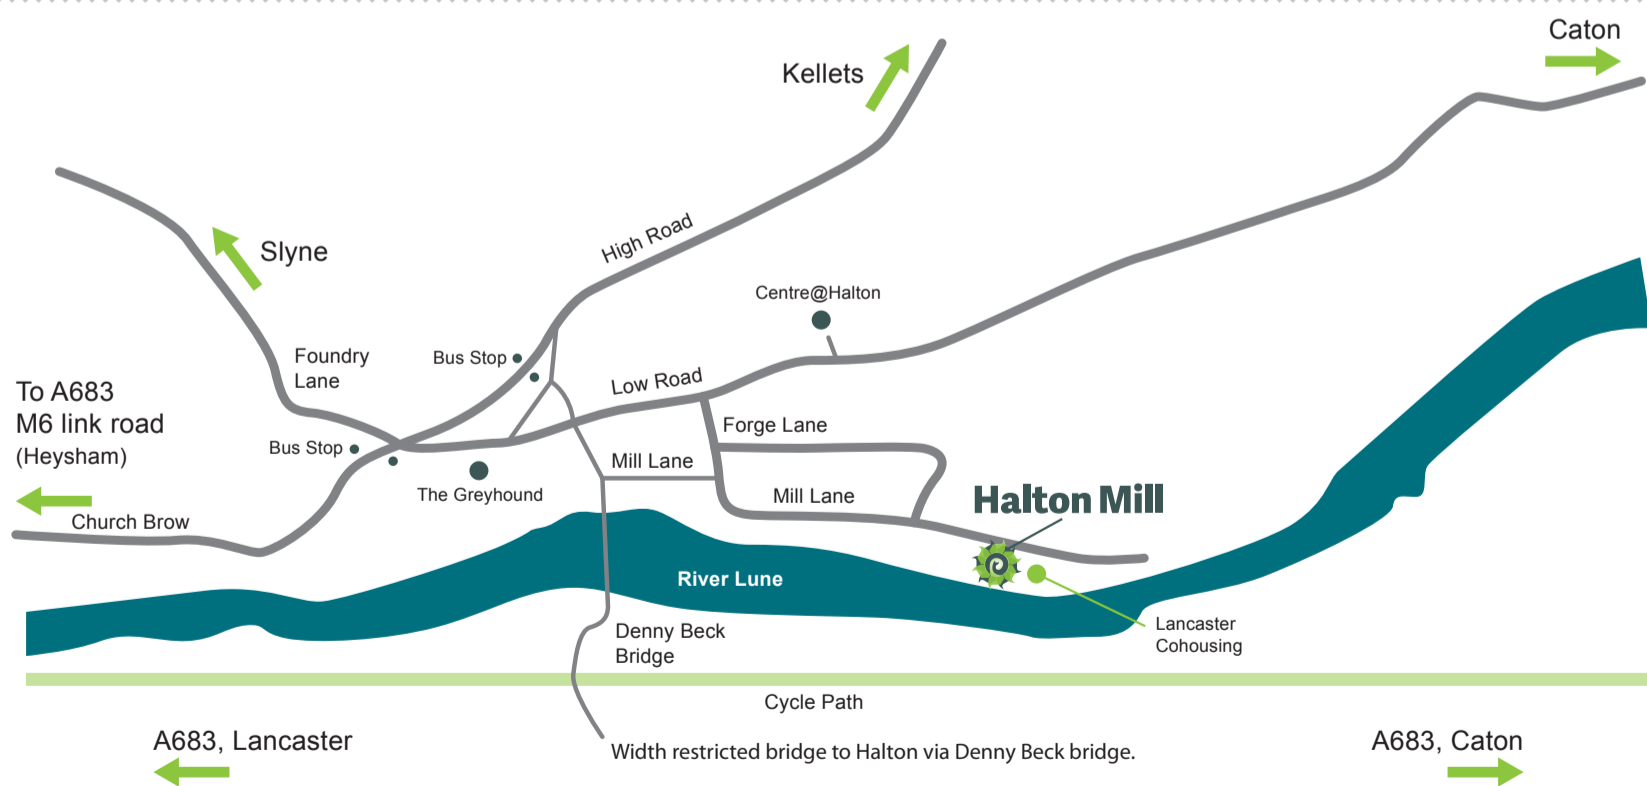 Caton
Kellets
High Road
Slyne
Centre@Halton
Foundry
Lane
Bus Stop
Low Road
To A683
M6 link road
(Heysham)
Forge Lane
Bus Stop
Mill Lane
The Greyhound
Mill Lane
Halton Mill
Church Brow
River Lune
Denny Beck
Bridge
Lancaster
Cohousing
Cycle Path
A683, Lancaster
Width restricted bridge to Halton via Denny Beck bridge.
A683, Caton